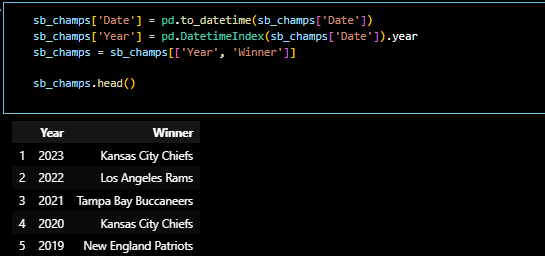 sb_champs['Date'] = pd.to_datetime(sb_champs['Date'])
sb_champs['Year'] = pd.DatetimeIndex(sb_champs['Date']).year
sb_champs = sb_champs[['Year', 'Winner']]
sb_champs.head()
Year Winner
1 2023 Kansas City Chiefs
2 2022 Los Angeles Rams
3 2021 Tampa Bay Buccaneers
4 2020 Kansas City Chiefs
5 2019 New England Patriots